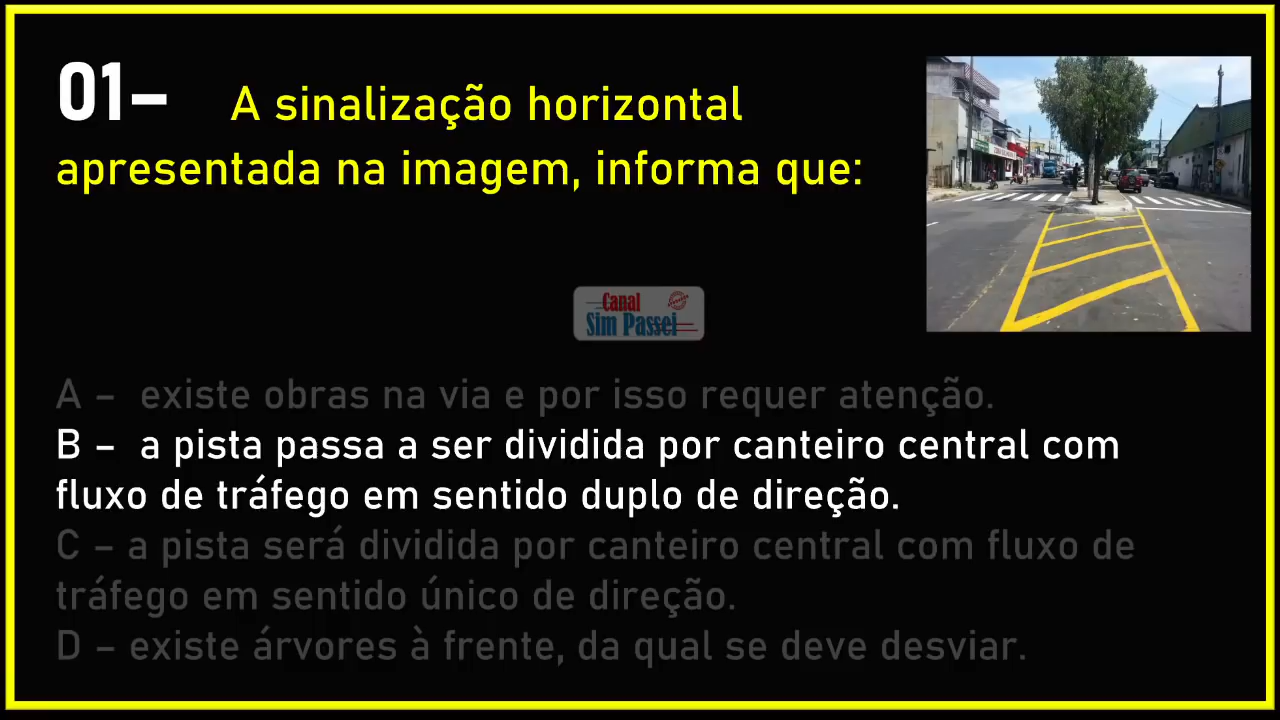 01– A sinalização horizontal
apresentada na imagem, informa que:
Canal
Sim Passei
A – existe obras na via e por isso requer atenção.
B – a pista passa a ser dividida por canteiro central com
fluxo de tráfego em sentido duplo de direção.
C – a pista será dividida por canteiro central com fluxo de
tráfego em sentido único de direção.
D – existe árvores à frente, da qual se deve desviar.